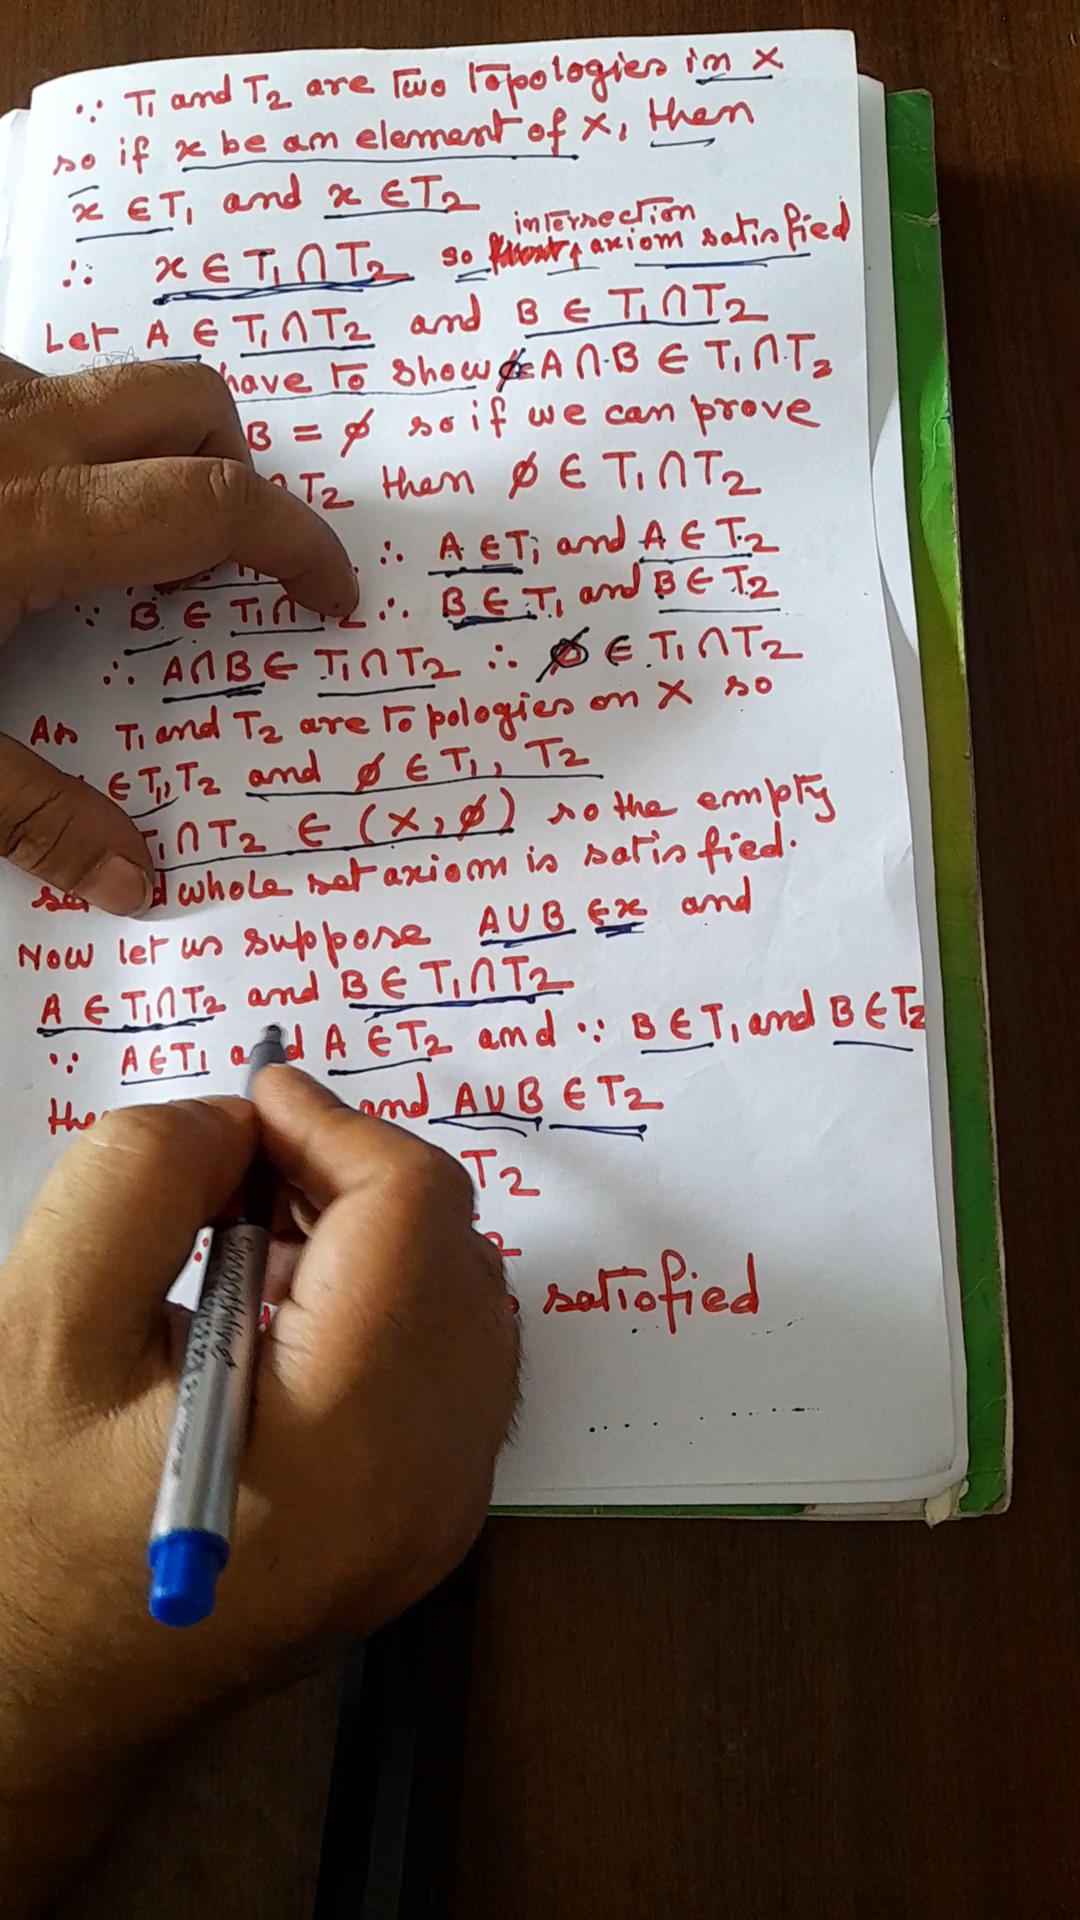 ∵ T1 and T2 are Two Topologies in X
so if x be an element of X, then
x ∈ T1 and x ∈ T2
intersection
∴ x ∈ T1 ∩ T2 so axiom satisfied
Let A ∈ T1 ∩ T2 and B ∈ T1 ∩ T2
have to show A ∩ B ∈ T1 ∩ T2
B = ø so if we can prove
∩ T2 then ø ∈ T1 ∩ T2
∴ A ∈ T1 and A ∈ T2
∵ B ∈ T1 ∩ T2 ∴ B ∈ T1 and B ∈ T2
∴ A ∩ B ∈ T1 ∩ T2 ∴ ø ∈ T1 ∩ T2
As T1 and T2 are Topologies on X so
∈ T1, T2 and ø ∈ T1, T2
T1 ∩ T2 ∈ (X, ø) so the empty
whole set axiom is satisfied.
Now let us suppose A ∪ B ∈ x and
A ∈ T1 ∩ T2 and B ∈ T1 ∩ T2
∵ A ∈ T1 and A ∈ T2 and ∵ B ∈ T1 and B ∈ T2
and A ∪ B ∈ T2
T2
satisfied
Smoothline